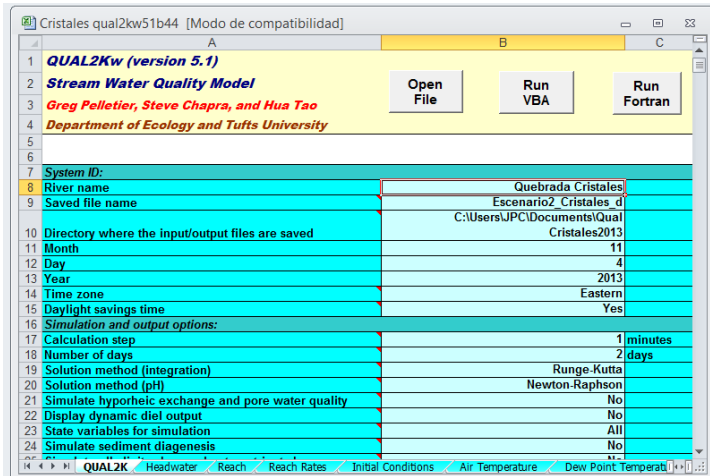 Cristales qual2kw51b44 [Modo de compatibilidad]
A B C
1 QUAL2Kw (version 5.1)
2 Stream Water Quality Model
3 Greg Pelletier, Steve Chapra, and Hua Tao
4 Department of Ecology and Tufts University
Open File
Run VBA
Run Fortran
5
6
7 System ID:
8 River name Quebrada Cristales
9 Saved file name Escenario2_Cristales_d
C:\Users\JPC\Documents\Qual
10 Directory where the input/output files are saved Cristales2013
11 Month 11
12 Day 4
13 Year 2013
14 Time zone Eastern
15 Daylight savings time Yes
16 Simulation and output options:
17 Calculation step 1 minutes
18 Number of days 2 days
19 Solution method (integration) Runge-Kutta
20 Solution method (pH) Newton-Raphson
21 Simulate hyporheic exchange and pore water quality No
22 Display dynamic diel output No
23 State variables for simulation All
24 Simulate sediment diagenesis No
QUAL2K Headwater Reach Reach Rates Initial Conditions Air Temperature Dew Point Temperatu